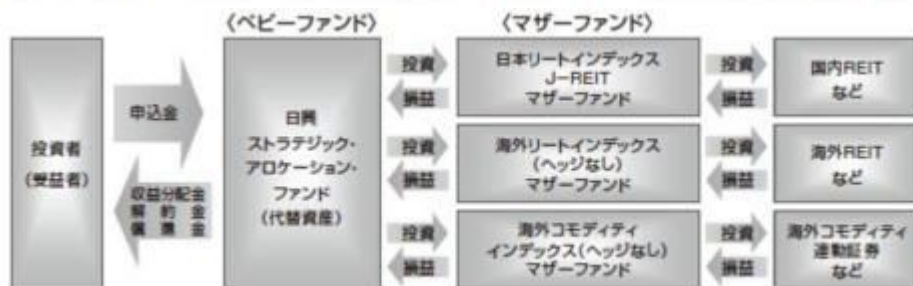 〈ベビーファンド〉
〈マザーファンド〉
投資者
(受益者)
申込金
収益分配金
解約金
償還金
日興
ストラテジック・
アロケーション・
ファンド
(代替資産)
投資
損益
日本リートインデックス
J-REIT
マザーファンド
投資
損益
国内REIT
など
投資
損益
海外リートインデックス
(ヘッジなし)
マザーファンド
投資
損益
海外REIT
など
投資
損益
海外コモディティ
インデックス(ヘッジなし)
マザーファンド
投資
損益
海外コモディティ
連動証券
など